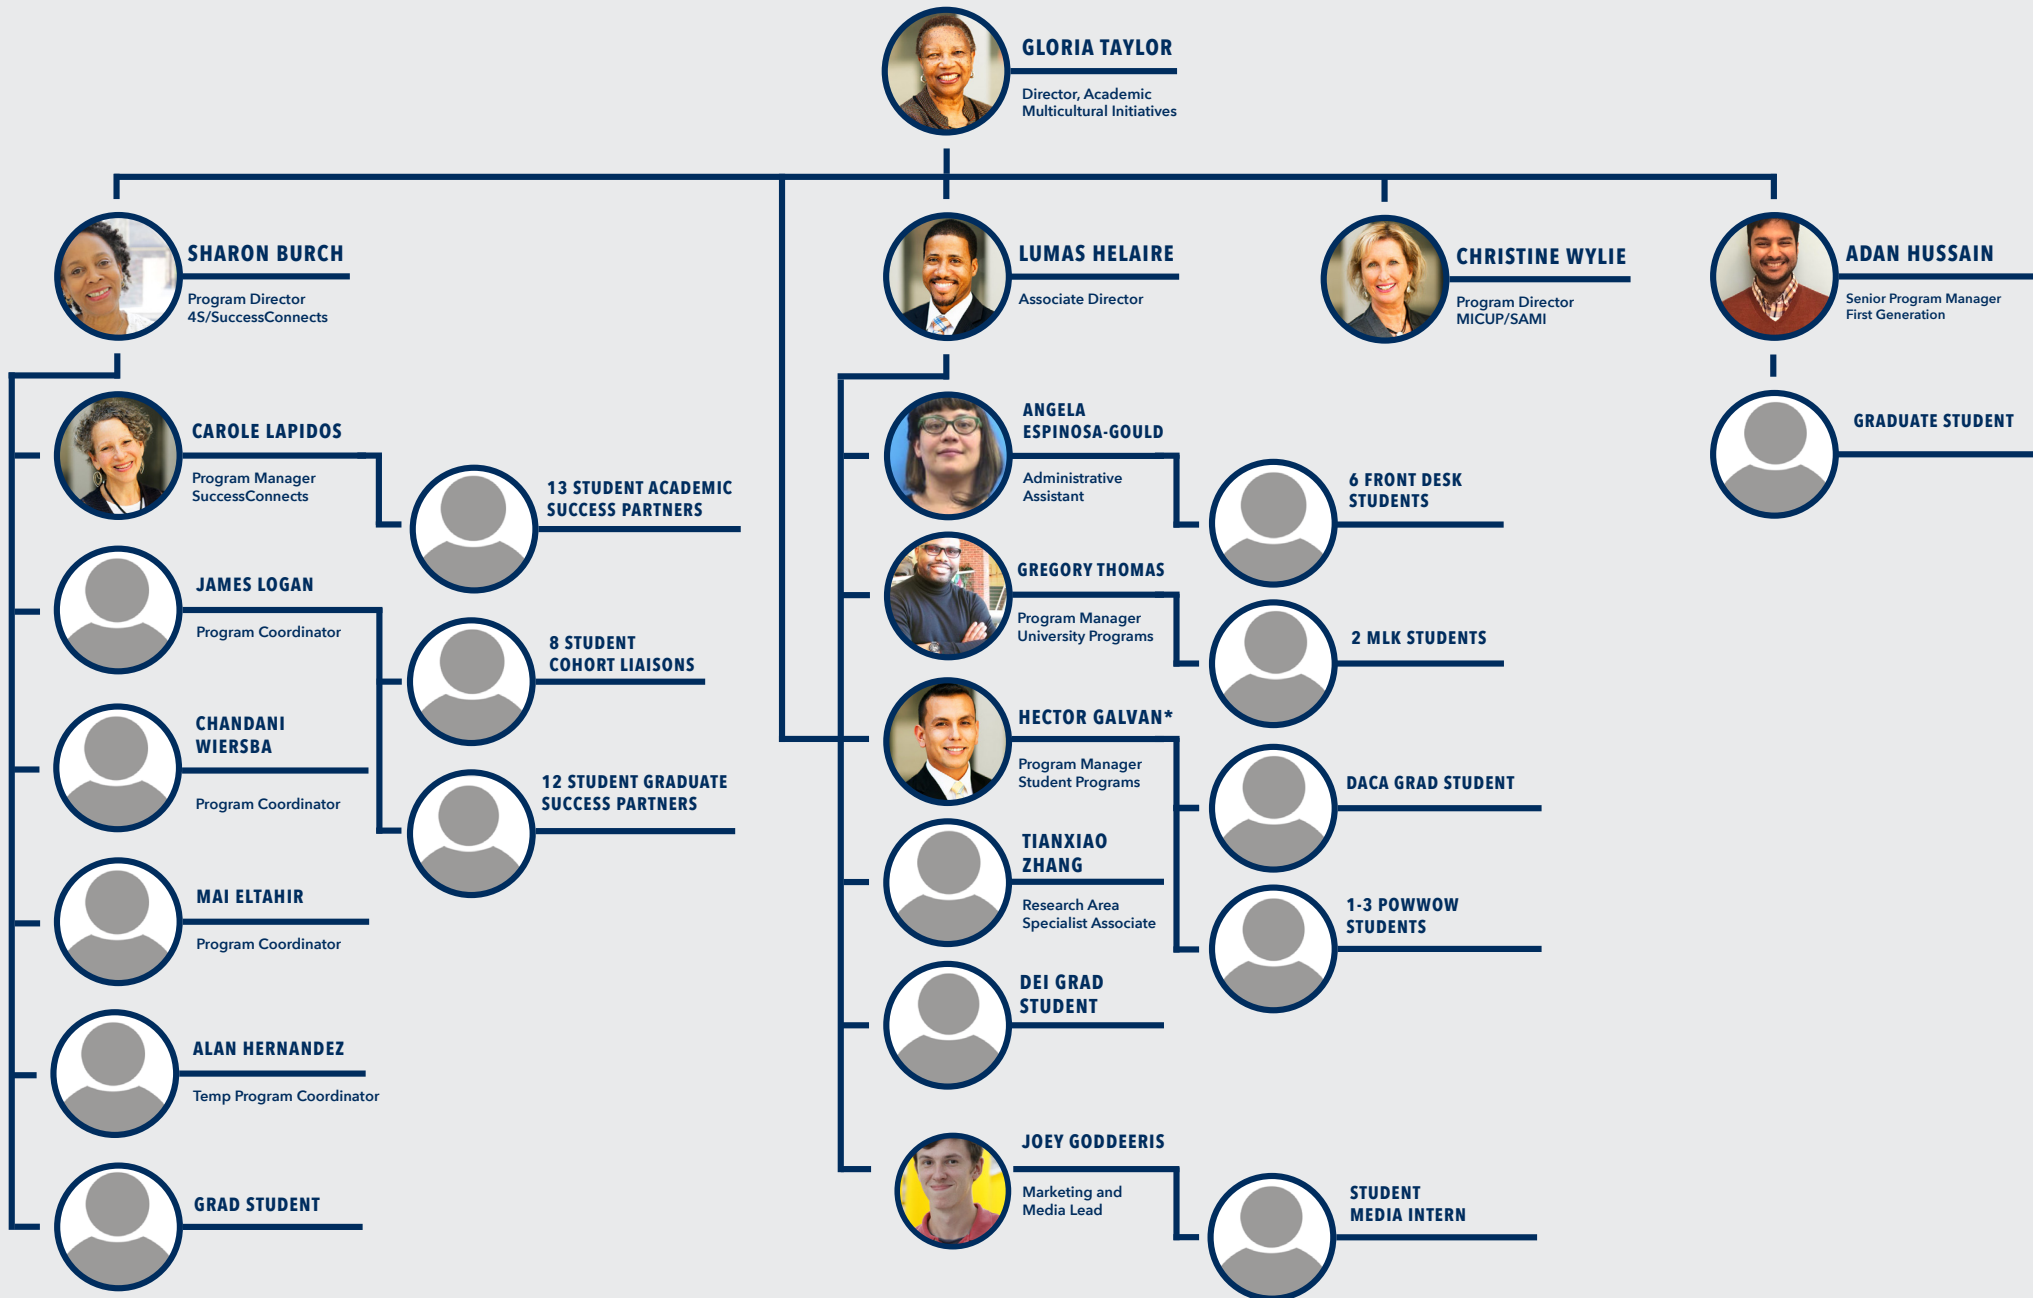 GLORIA TAYLOR
Director, Academic
Multicultural Initiatives
SHARON BURCH
Program Director
4S/SuccessConnects
LUMAS HELAIRE
Associate Director
CHRISTINE WYLIE
Program Director
MICUP/SAMI
ADAN HUSSAIN
Senior Program Manager
First Generation
CAROLE LAPIDOS
Program Manager
SuccessConnects
13 STUDENT ACADEMIC
SUCCESS PARTNERS
JAMES LOGAN
Program Coordinator
8 STUDENT
COHORT LIAISONS
CHANDANI
WIERSBA
Program Coordinator
12 STUDENT GRADUATE
SUCCESS PARTNERS
MAI ELTAHIR
Program Coordinator
ALAN HERNANDEZ
Temp Program Coordinator
GRAD STUDENT
ANGELA
ESPINOSA-GOULD
Administrative
Assistant
6 FRONT DESK
STUDENTS
GREGORY THOMAS
Program Manager
University Programs
2 MLK STUDENTS
HECTOR GALVAN*
Program Manager
Student Programs
DACA GRAD STUDENT
1-3 POWWOW
STUDENTS
TIANXIAO
ZHANG
Research Area
Specialist Associate
DEI GRAD
STUDENT
JOEY GODDEERIS
Marketing and
Media Lead
STUDENT
MEDIA INTERN
GRADUATE STUDENT